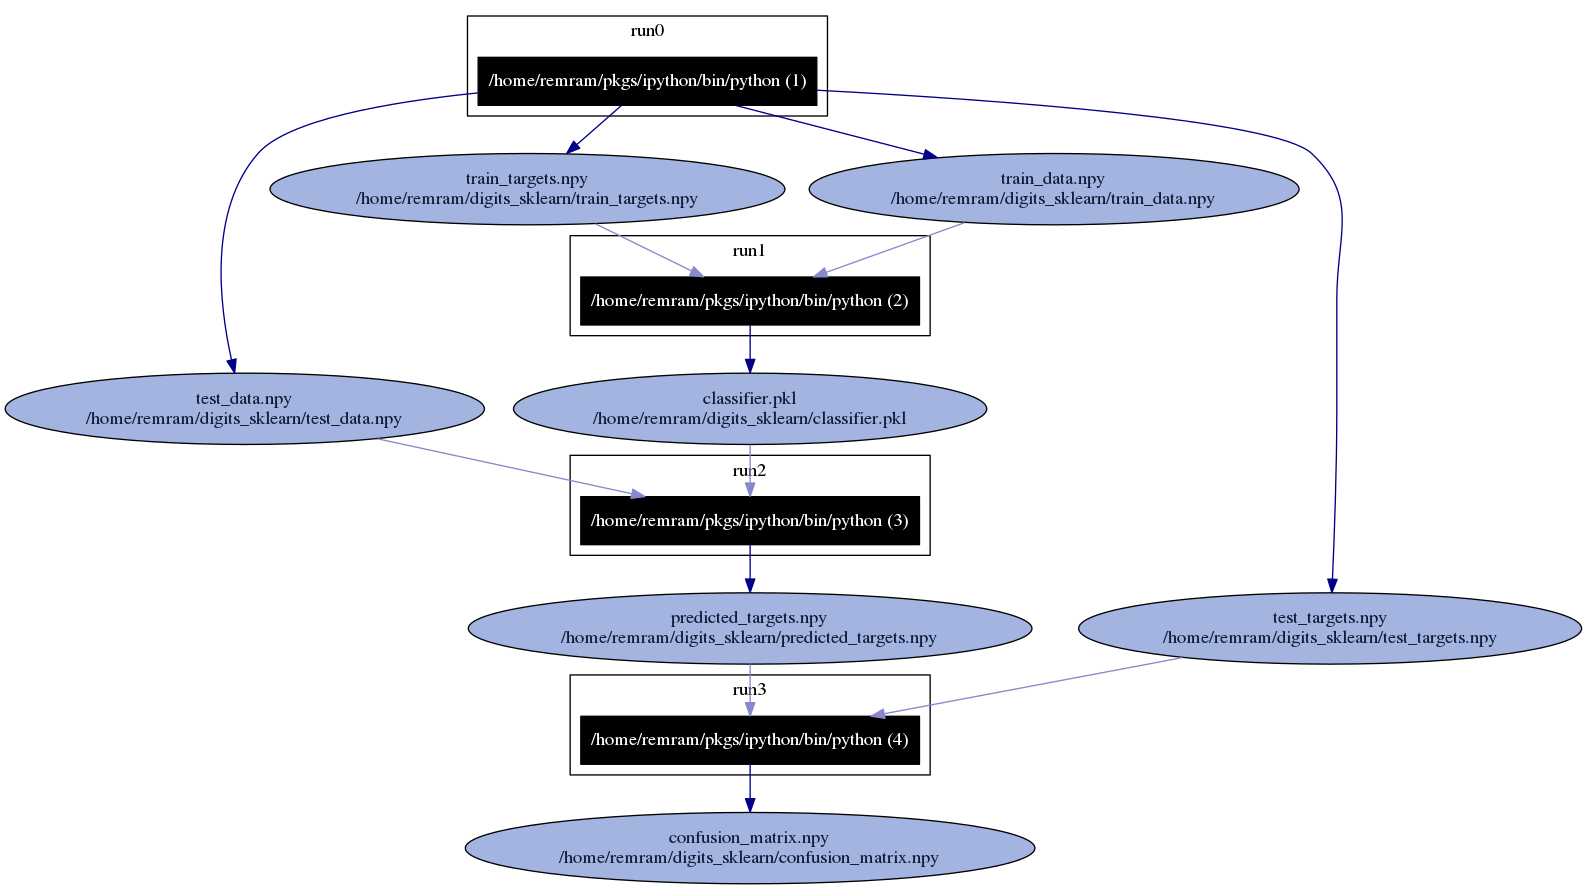 run0
/home/remram/pkgs/ipython/bin/python (1)
train_targets.npy
/home/remram/digits_sklearn/train_targets.npy
train_data.npy
/home/remram/digits_sklearn/train_data.npy
run1
/home/remram/pkgs/ipython/bin/python (2)
test_data.npy
/home/remram/digits_sklearn/test_data.npy
classifier.pkl
/home/remram/digits_sklearn/classifier.pkl
run2
/home/remram/pkgs/ipython/bin/python (3)
predicted_targets.npy
/home/remram/digits_sklearn/predicted_targets.npy
test_targets.npy
/home/remram/digits_sklearn/test_targets.npy
run3
/home/remram/pkgs/ipython/bin/python (4)
confusion_matrix.npy
/home/remram/digits_sklearn/confusion_matrix.npy